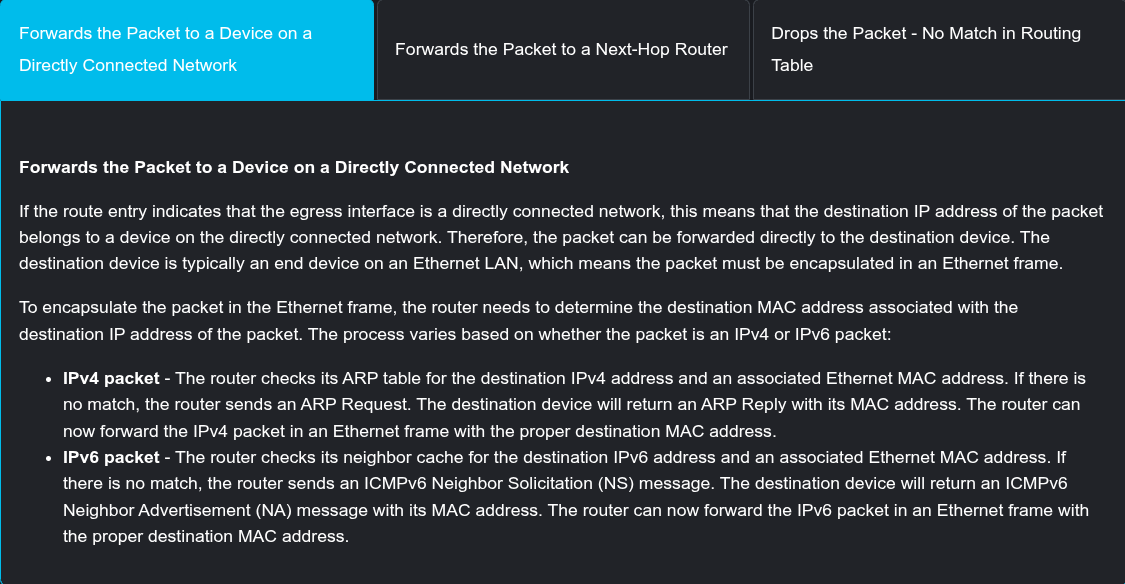 Forwards the Packet to a Device on a
Directly Connected Network
Forwards the Packet to a Next-Hop Router
Drops the Packet - No Match in Routing
Table
Forwards the Packet to a Device on a Directly Connected Network
If the route entry indicates that the egress interface is a directly connected network, this means that the destination IP address of the packet
belongs to a device on the directly connected network. Therefore, the packet can be forwarded directly to the destination device. The
destination device is typically an end device on an Ethernet LAN, which means the packet must be encapsulated in an Ethernet frame.
To encapsulate the packet in the Ethernet frame, the router needs to determine the destination MAC address associated with the
destination IP address of the packet. The process varies based on whether the packet is an IPv4 or IPv6 packet:
• IPv4 packet - The router checks its ARP table for the destination IPv4 address and an associated Ethernet MAC address. If there is
no match, the router sends an ARP Request. The destination device will return an ARP Reply with its MAC address. The router can
now forward the IPv4 packet in an Ethernet frame with the proper destination MAC address.
• IPv6 packet - The router checks its neighbor cache for the destination IPv6 address and an associated Ethernet MAC address. If
there is no match, the router sends an ICMPv6 Neighbor Solicitation (NS) message. The destination device will return an ICMPv6
Neighbor Advertisement (NA) message with its MAC address. The router can now forward the IPv6 packet in an Ethernet frame with
the proper destination MAC address.